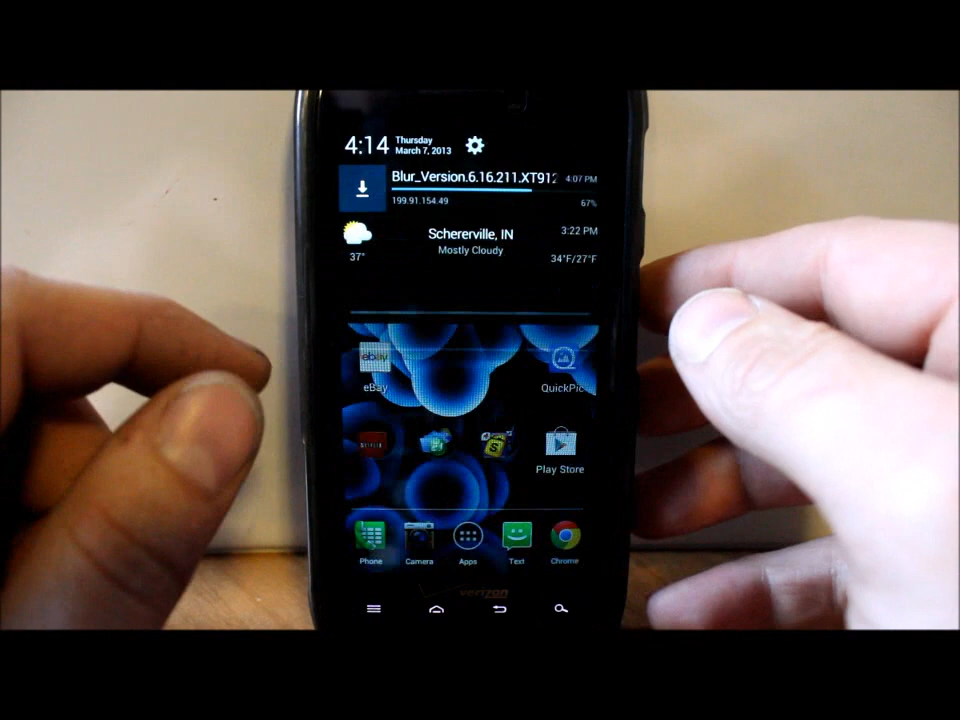 4:14 Thursday
March 7, 2013
Blur_Version.6.16.211.XT912 4:07 PM
199.91.154.49 67%
Schererville, IN 3:22 PM
Mostly Cloudy
37° 34°F/27°F
ebay
eBay QuickPic
NETFLIX S
Play Store
Phone Camera Apps Text Chrome
verizon